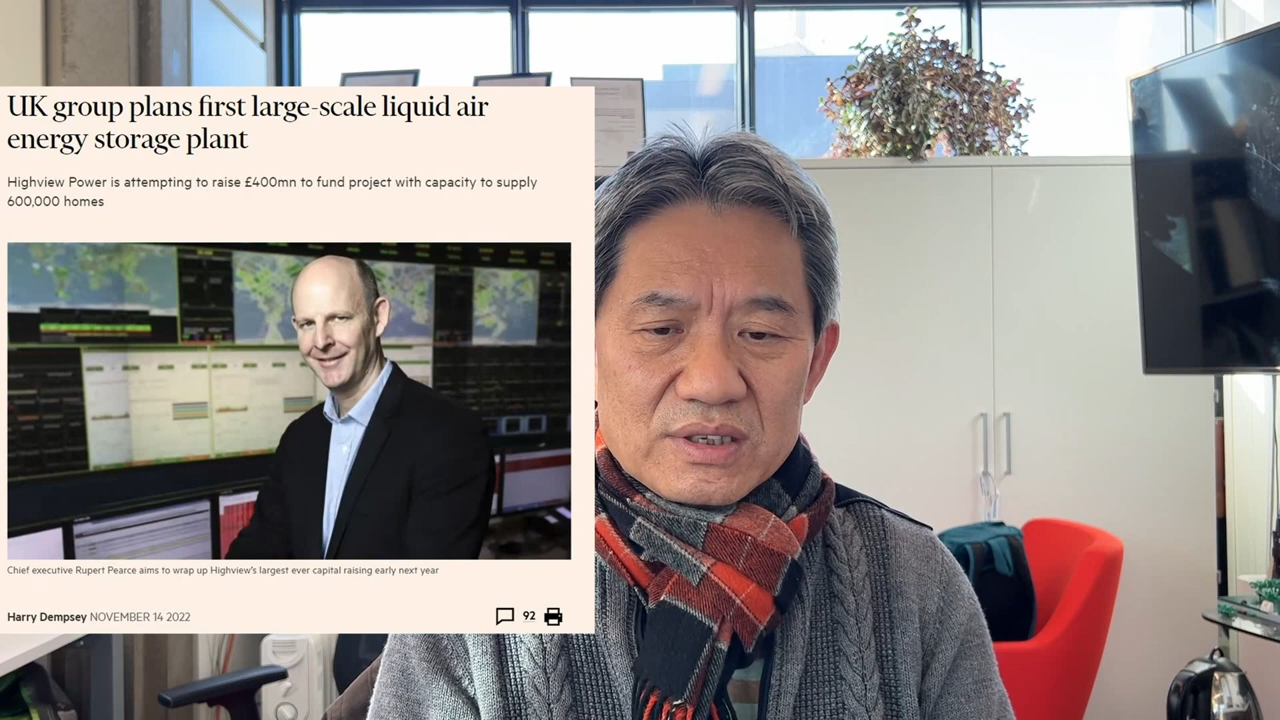 UK group plans first large-scale liquid air
energy storage plant
Highview Power is attempting to raise £400mn to fund project with capacity to supply
600,000 homes
Chief executive Rupert Pearce aims to wrap up Highview's largest ever capital raising early next year
Harry Dempsey NOVEMBER 14 2022
92